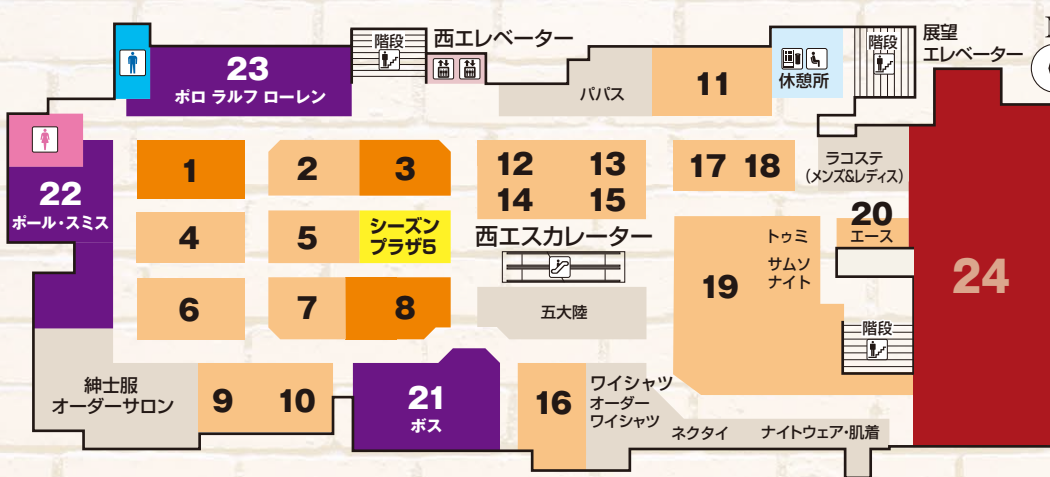 展望
エレベーター
階段
西エレベーター
階段
23
ポロ ラルフ ローレン
パパス
11
休憩所
22
ポール・スミス
1
2
3
12
13
14
15
17
18
ラコステ
(メンズ&レディス)
4
5
シーズン
プラザ5
西エスカレーター
20
エース
トゥミ
サムソ
ナイト
19
24
6
7
8
五大陸
階段
紳士服
オーダーサロン
9
10
21
ボス
16
ワイシャツ
オーダー
ワイシャツ
ネクタイ
ナイトウェア・肌着